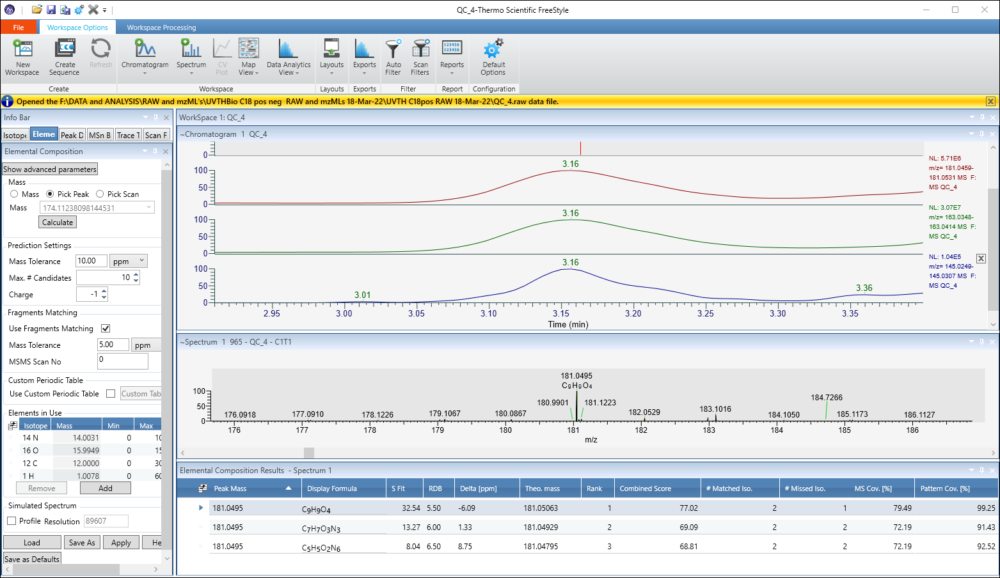 QC_4-Thermo Scientific FreeStyle
File Workspace Options Workspace Processing
New Workspace
Create Sequence
Refresh
Chromatogram
Spectrum
CV Plot
Map View
Data Analytics View
Layouts
Exports
Auto Filter
Scan Filters
Reports
Default Options
Create Workspace Layouts Exports Filter Report Configuration
Opened the F:\DATA and ANALYSIS\RAW and mzML's\UVTHBio C18 pos neg  RAW and mzMLs 18-Mar-22\UVTH C18pos RAW 18-Mar-22\QC_4.raw data file.
Info Bar
Isotope Eleme Peak D MSn B Trace T Scan F
Elemental Composition
Show advanced parameters
Mass
Mass Pick Peak Pick Scan
Mass 174.11238098144531
Calculate
Prediction Settings
Mass Tolerance 10.00 ppm
Max. # Candidates 10
Charge -1
Fragments Matching
Use Fragments Matching
Mass Tolerance 5.00 ppm
MSMS Scan No 0
Custom Periodic Table
Use Custom Periodic Table Custom Tab
Elements in Use
Isotope Mass Min Max
14 N 14.0031 0 10
16 O 15.9949 0 15
12 C 12.0000 0 30
1 H 1.0078 0 60
Remove Add
Simulated Spectrum
Profile Resolution 89607
Load Save As Apply He
Save as Defaults
WorkSpace 1: QC_4
~Chromatogram 1 QC_4
0
3.16
100
50
0
NL: 5.71E6
m/z= 181.0459-
181.0531 MS F:
MS QC_4
3.16
100
50
0
NL: 3.07E7
m/z= 163.0348-
163.0414 MS F:
MS QC_4
3.16
100
50
0
3.01
3.36
NL: 1.04E5
m/z= 145.0249-
145.0307 MS F:
MS QC_4
2.95 3.00 3.05 3.10 3.15 3.20 3.25 3.30 3.35
Time (min)
~Spectrum 1 965 - QC_4 - C1T1
181.0495
C9H9O4
100
50
0
176.0918 177.0910 178.1226 179.1067 180.0867 180.9901 181.1223 182.0529 183.1016 184.1050 184.7266 185.1173 186.1127
176 177 178 179 180 181 182 183 184 185 186
m/z
Elemental Composition Results - Spectrum 1
Peak Mass Display Formula S Fit RDB Delta [ppm] Theo. mass Rank Combined Score # Matched Iso. # Missed Iso. MS Cov. [%] Pattern Cov. [%]
181.0495 C9H9O4 32.54 5.50 -6.09 181.05063 1 77.02 2 1 79.49 99.25
181.0495 C7H7O3N3 13.27 6.00 1.33 181.04929 2 69.09 2 2 72.19 91.43
181.0495 C5H5O2N6 8.04 6.50 8.75 181.04795 3 68.81 2 2 72.19 92.52